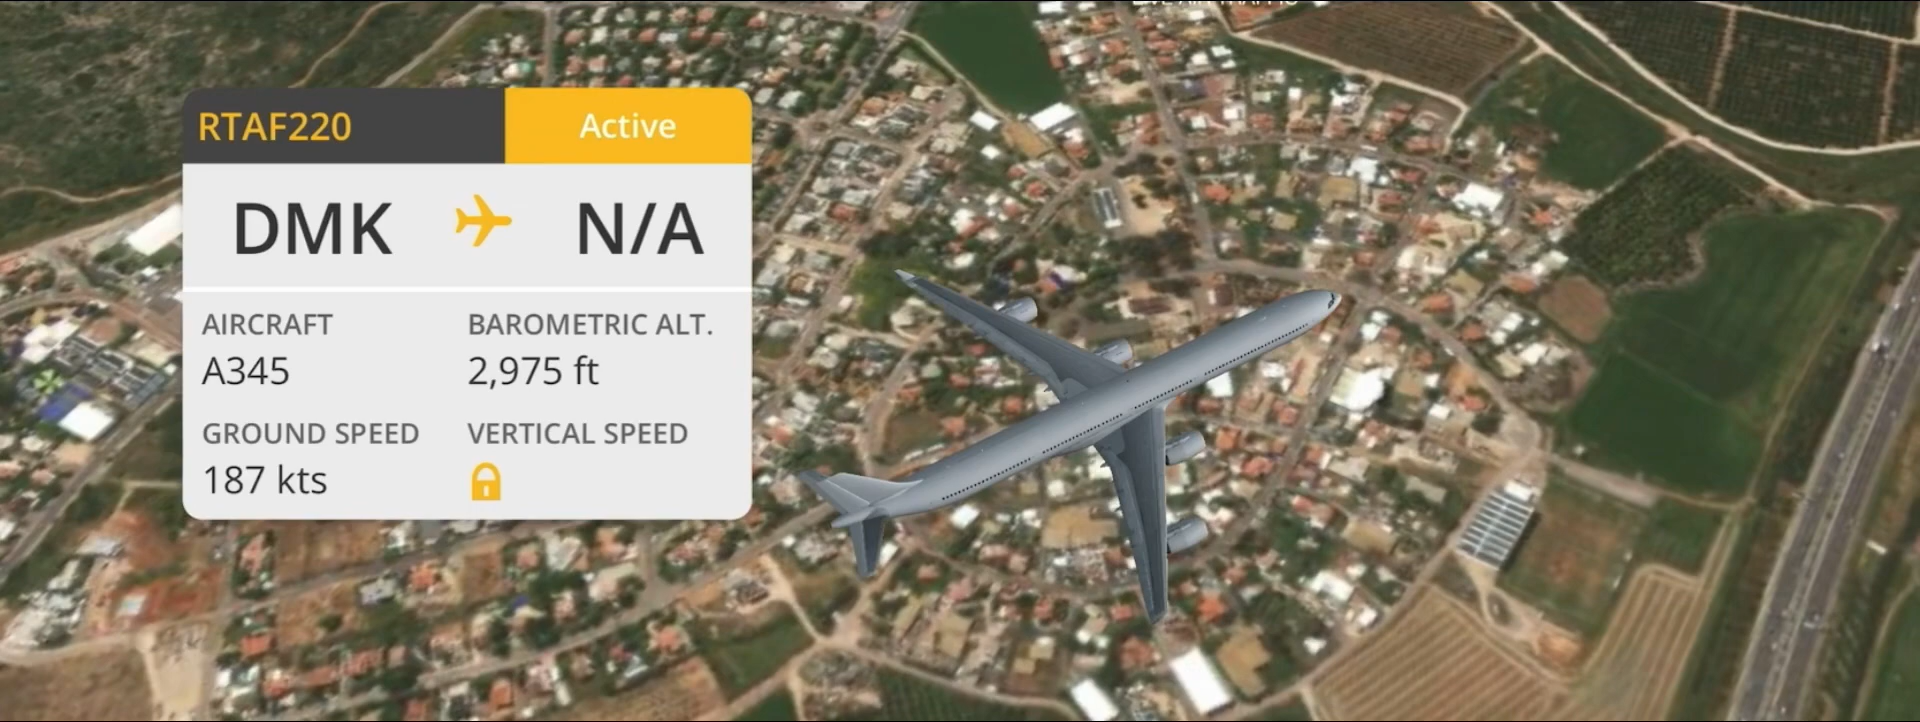 RTAF220
Active
DMK
N/A
AIRCRAFT
BAROMETRIC ALT.
A345
2,975 ft
GROUND SPEED
VERTICAL SPEED
187 kts